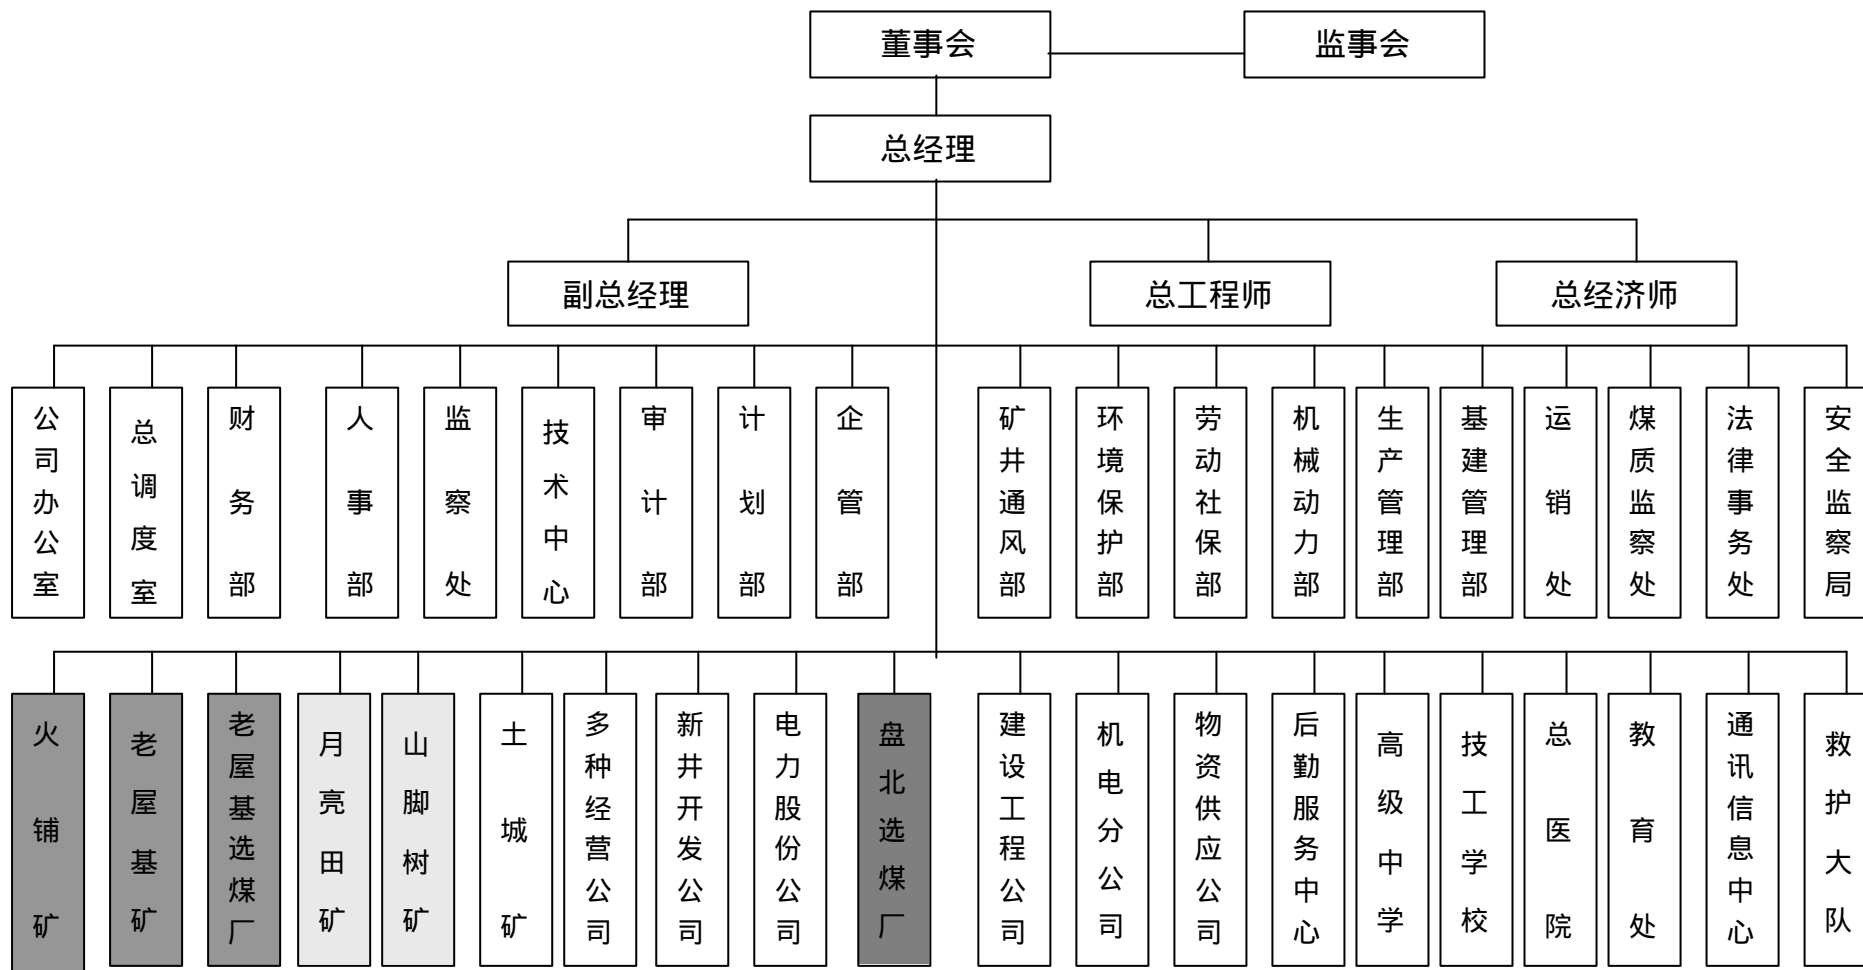 董事会
监事会
总经理
副总经理
总工程师
总经济师
公司办公室
总调度室
财务部
人事部
监察处
技术中心
审计部
计划部
企管部
矿井通风部
环境保护部
劳动社保部
机械动力部
生产管理部
基建管理部
运销处
煤质监察处
法律事务处
安全监察局
火铺矿
老屋基矿
老屋基选煤厂
月亮田矿
山脚树矿
土城矿
多种经营公司
新井开发公司
电力股份公司
盘北选煤厂
建设工程公司
机电分公司
物资供应公司
后勤服务中心
高级中学
技工学校
总医院
教育处
通讯信息中心
救护大队